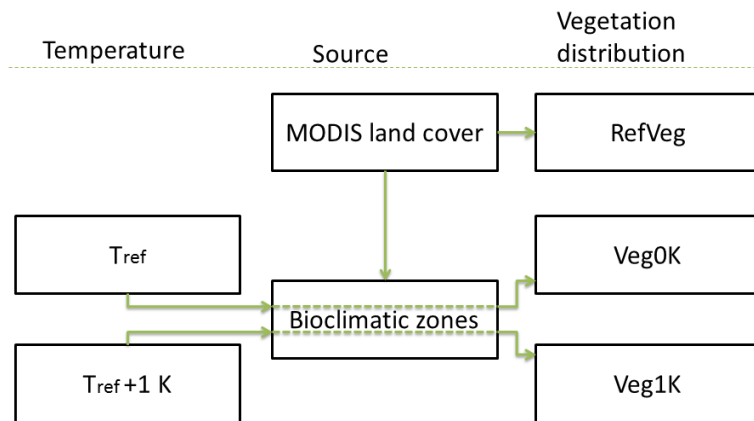 Temperature
Source
Vegetation
distribution
MODIS land cover
RefVeg
Tref
Veg0K
Bioclimatic zones
Tref +1 K
Veg1K